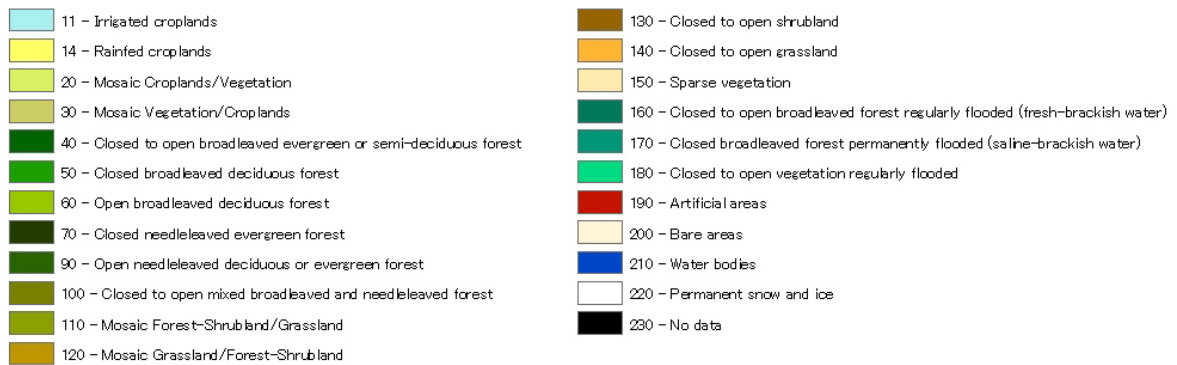 11 - Irrigated croplands
14 - Rainfed croplands
20 - Mosaic Croplands/Vegetation
30 - Mosaic Vegetation/Croplands
40 - Closed to open broadleaved evergreen or semi-deciduous forest
50 - Closed broadleaved deciduous forest
60 - Open broadleaved deciduous forest
70 - Closed needleleaved evergreen forest
90 - Open needleleaved deciduous or evergreen forest
100 - Closed to open mixed broadleaved and needleleaved forest
110 - Mosaic Forest-Shrubland/Grassland
120 - Mosaic Grassland/Forest-Shrubland
130 - Closed to open shrubland
140 - Closed to open grassland
150 - Sparse vegetation
160 - Closed to open broadleaved forest regularly flooded (fresh-brackish water)
170 - Closed broadleaved forest permanently flooded (saline-brackish water)
180 - Closed to open vegetation regularly flooded
190 - Artificial areas
200 - Bare areas
210 - Water bodies
220 - Permanent snow and ice
230 - No data